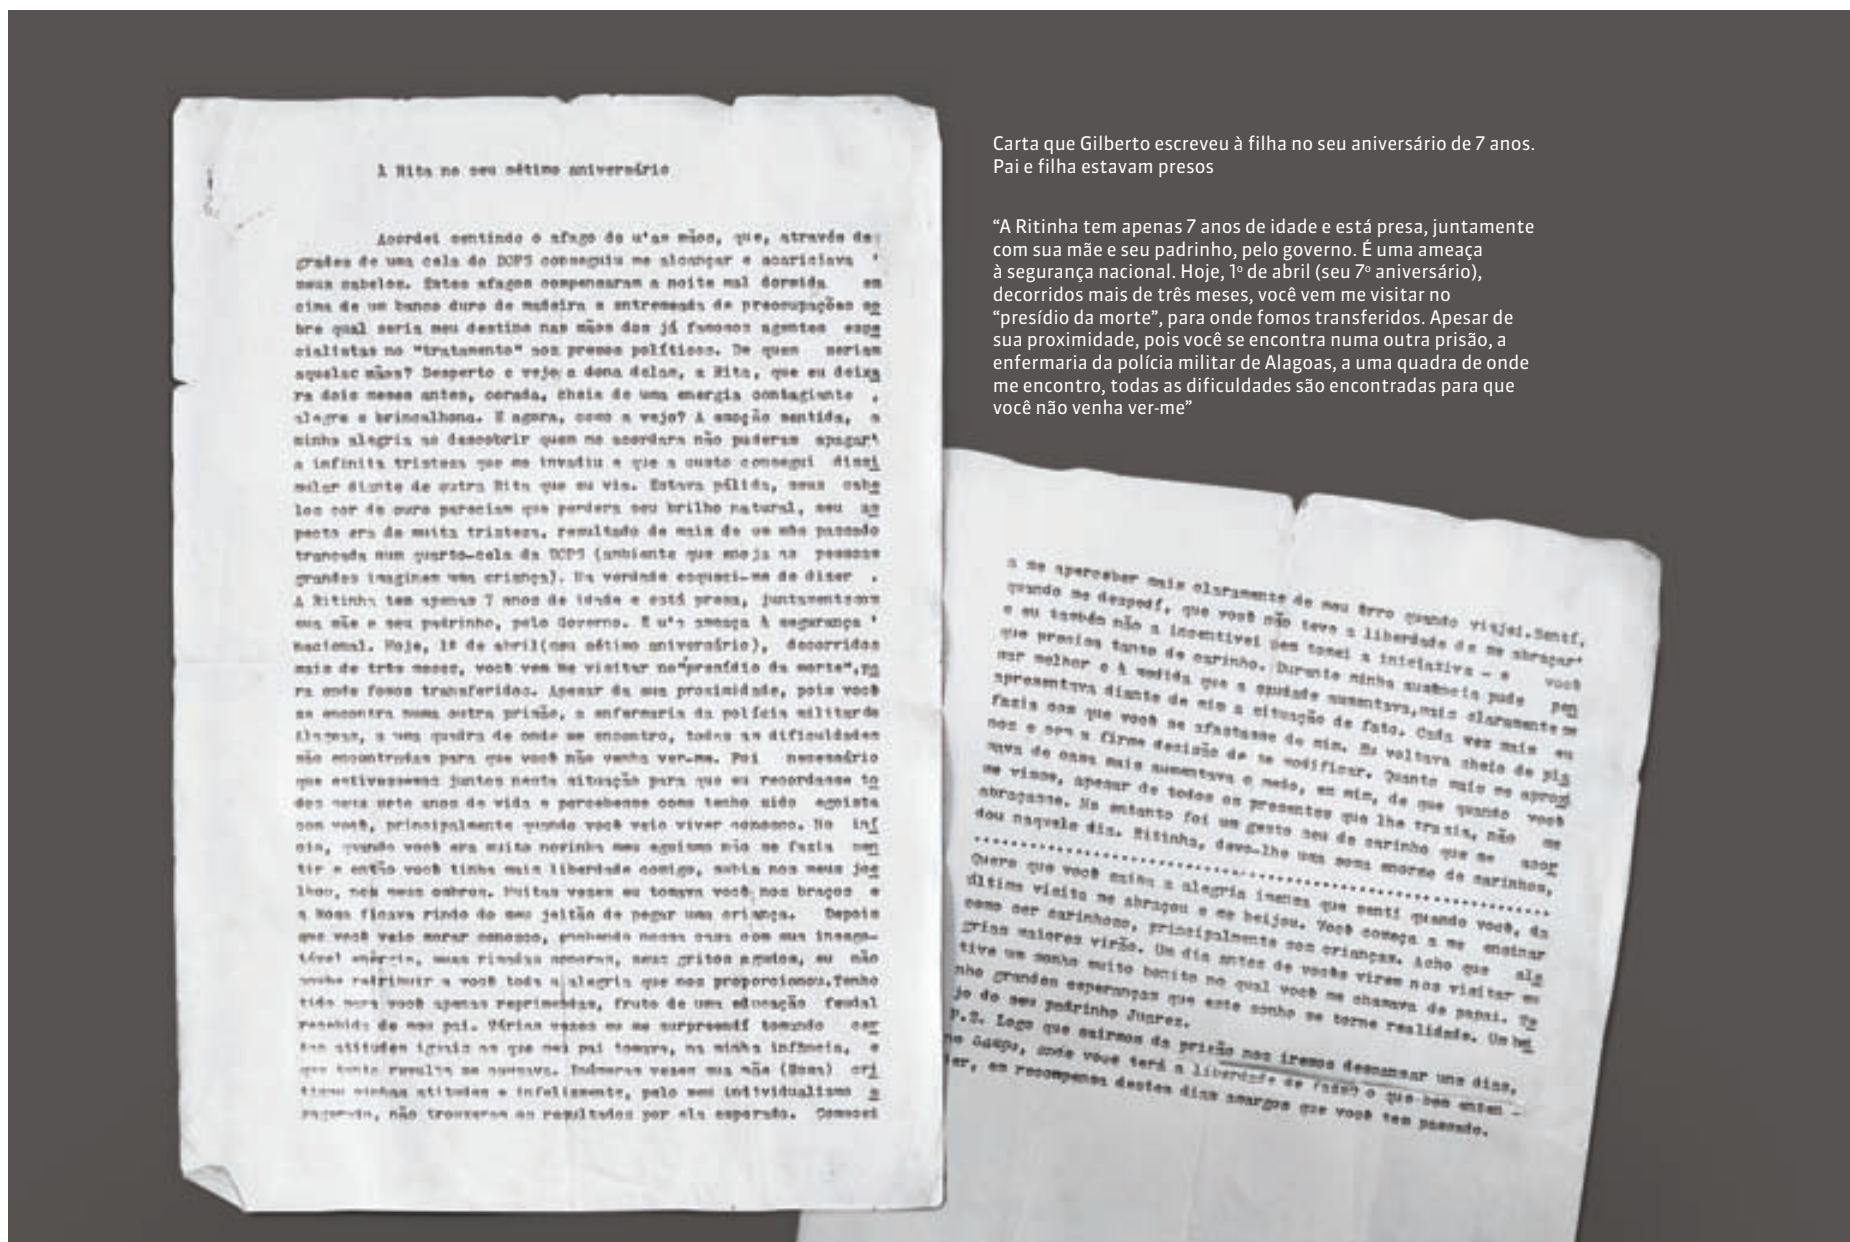 À Rita no seu sétimo aniversário
Acordei sentindo o afago de u'as mãos, que, através de
grades de uma cela do DOPS conseguiu me alcançar e acariciava '
meus cabelos. Estes afagos compensaram a noite mal dormida em
cima de um banco duro de madeira e entremeada de preocupações so
bre qual seria meu destino nas mãos dos já famosos agentes espe
cialistas no "tratamento" aos presos políticos. De quem seriam
aquelas mãos? Desperto e vejo a dona delas, a Rita, que eu deixa
ra dois meses antes, corada, cheia de uma energia contagiante ,
alegre e brincalhona. E agora, como a vejo? A emoção sentida, a
minha alegria ao descobrir quem me acordara não puderam apagar'
a infinita tristeza que me invadiu e que a custo consegui dissi
mular diante de outra Rita que eu via. Estava pálida, seus cabe
los cor de ouro pareciam que perdera seu brilho natural, seu as
pecto era de muita tristeza, resultado de mais de um mês passado
trancada num quarto-cela da DOPS (ambiente que enoja as pessoas
grandes imaginem uma criança). Na verdade esqueci-me de dizer .
A Ritinha tem apenas 7 anos de idade e está presa, juntamentecom
sua mãe e seu padrinho, pelo Governo. É u'a ameaça à segurança '
nacional. Hoje, 1º de abril(seu sétimo aniversário), decorridos
mais de três meses, você vem me visitar no"presídio da morte",pa
ra onde fomos transferidos. Apesar da sua proximidade, pois você
se encontra numa outra prisão, a enfermaria da polícia militarde
Alagoas, a uma quadra de onde me encontro, todas as dificuldades
são encontradas para que você não venha ver-me. Foi necessário
que estivessemos juntos nesta situação para que eu recordasse to
dos seus sete anos de vida e percebesse como tenho sido egoista
com você, principalmente quando você veio viver conosco. No iní
cio, quando você era muito novinha meu egoismo não se fazia sen
tir e então você tinha mais liberdade comigo, subia nos meus joe
lhos, nos meus ombros. Muitas vezes eu tomava você nos braços e
a Rosa ficava rindo do meu jeitão de pegar uma criança. Depois
que você veio morar conosco, enchendo nossa casa com sua inesgo-
tável energia, suas risadas sonoras, seus gritos agudos, eu não
soube retribuir a você toda a alegria que nos proporcionou.Tenho
tido para você apenas reprimendas, fruto de uma educação feudal
recebida de meu pai. Várias vezes eu me surpreendí tomando cer
tas atitudes iguais as que meu pai tomava, na minha infância, e
que tanta revolta me causava. Inúmeras vezes sua mãe (Rosa) cri
ticou minhas atitudes e infelizmente, pelo meu individualismo e
não trouxeram os resultados por ela esperado. Comecei
Carta que Gilberto escreveu à filha no seu aniversário de 7 anos.
Pai e filha estavam presos
“A Ritinha tem apenas 7 anos de idade e está presa, juntamente
com sua mãe e seu padrinho, pelo governo. É uma ameaça
à segurança nacional. Hoje, 1º de abril (seu 7º aniversário),
decorridos mais de três meses, você vem me visitar no
“presídio da morte”, para onde fomos transferidos. Apesar de
sua proximidade, pois você se encontra numa outra prisão, a
enfermaria da polícia militar de Alagoas, a uma quadra de onde
me encontro, todas as dificuldades são encontradas para que
você não venha ver-me”
a me aperceber mais claramente de meu erro quando viajei.Sentí,
quando me despedí, que você não teve a liberdade de me abraçar'
e eu também não a incentivei nem tomei a iniciativa - e você
que precisa tanto de carinho. Durante minha ausência pude pen
sar melhor e à medida que a saudade aumentava,mais claramente se
apresentava diante de mim a situação de fato. Cada vez mais eu
fazia com que você se afastasse de mim. Eu voltava cheio de pla
nos e com a firme decisão de me modificar. Quanto mais me aproxi
mava de casa mais aumentava o medo, em mim, de que quando você
me visse, apesar de todos os presentes que lhe trazia, não me
abraçasse. No entanto foi um gesto seu de carinho que me acor
dou naquele dia. Ritinha, devo-lhe uma soma enorme de carinhos,
Quero que você saiba a alegria imensa que sentí quando você, da
última visita me abraçou e me beijou. Você começa a me ensinar
como ser carinhoso, principalmente com crianças. Acho que ale
grias maiores virão. Um dia antes de vocês virem nos visitar eu
tive um sonho muito bonito no qual você me chamava de papai. Te
nho grandes esperanças que este sonho se torne realidade. Um bei
jo do seu padrinho Juarez.
P.S. Logo que sairmos da prisão nos iremos descansar uns dias,
no onde você terá a liberdade de fazer o que bem enten -
der, em recompensa destes dias amargos que você tem passado.